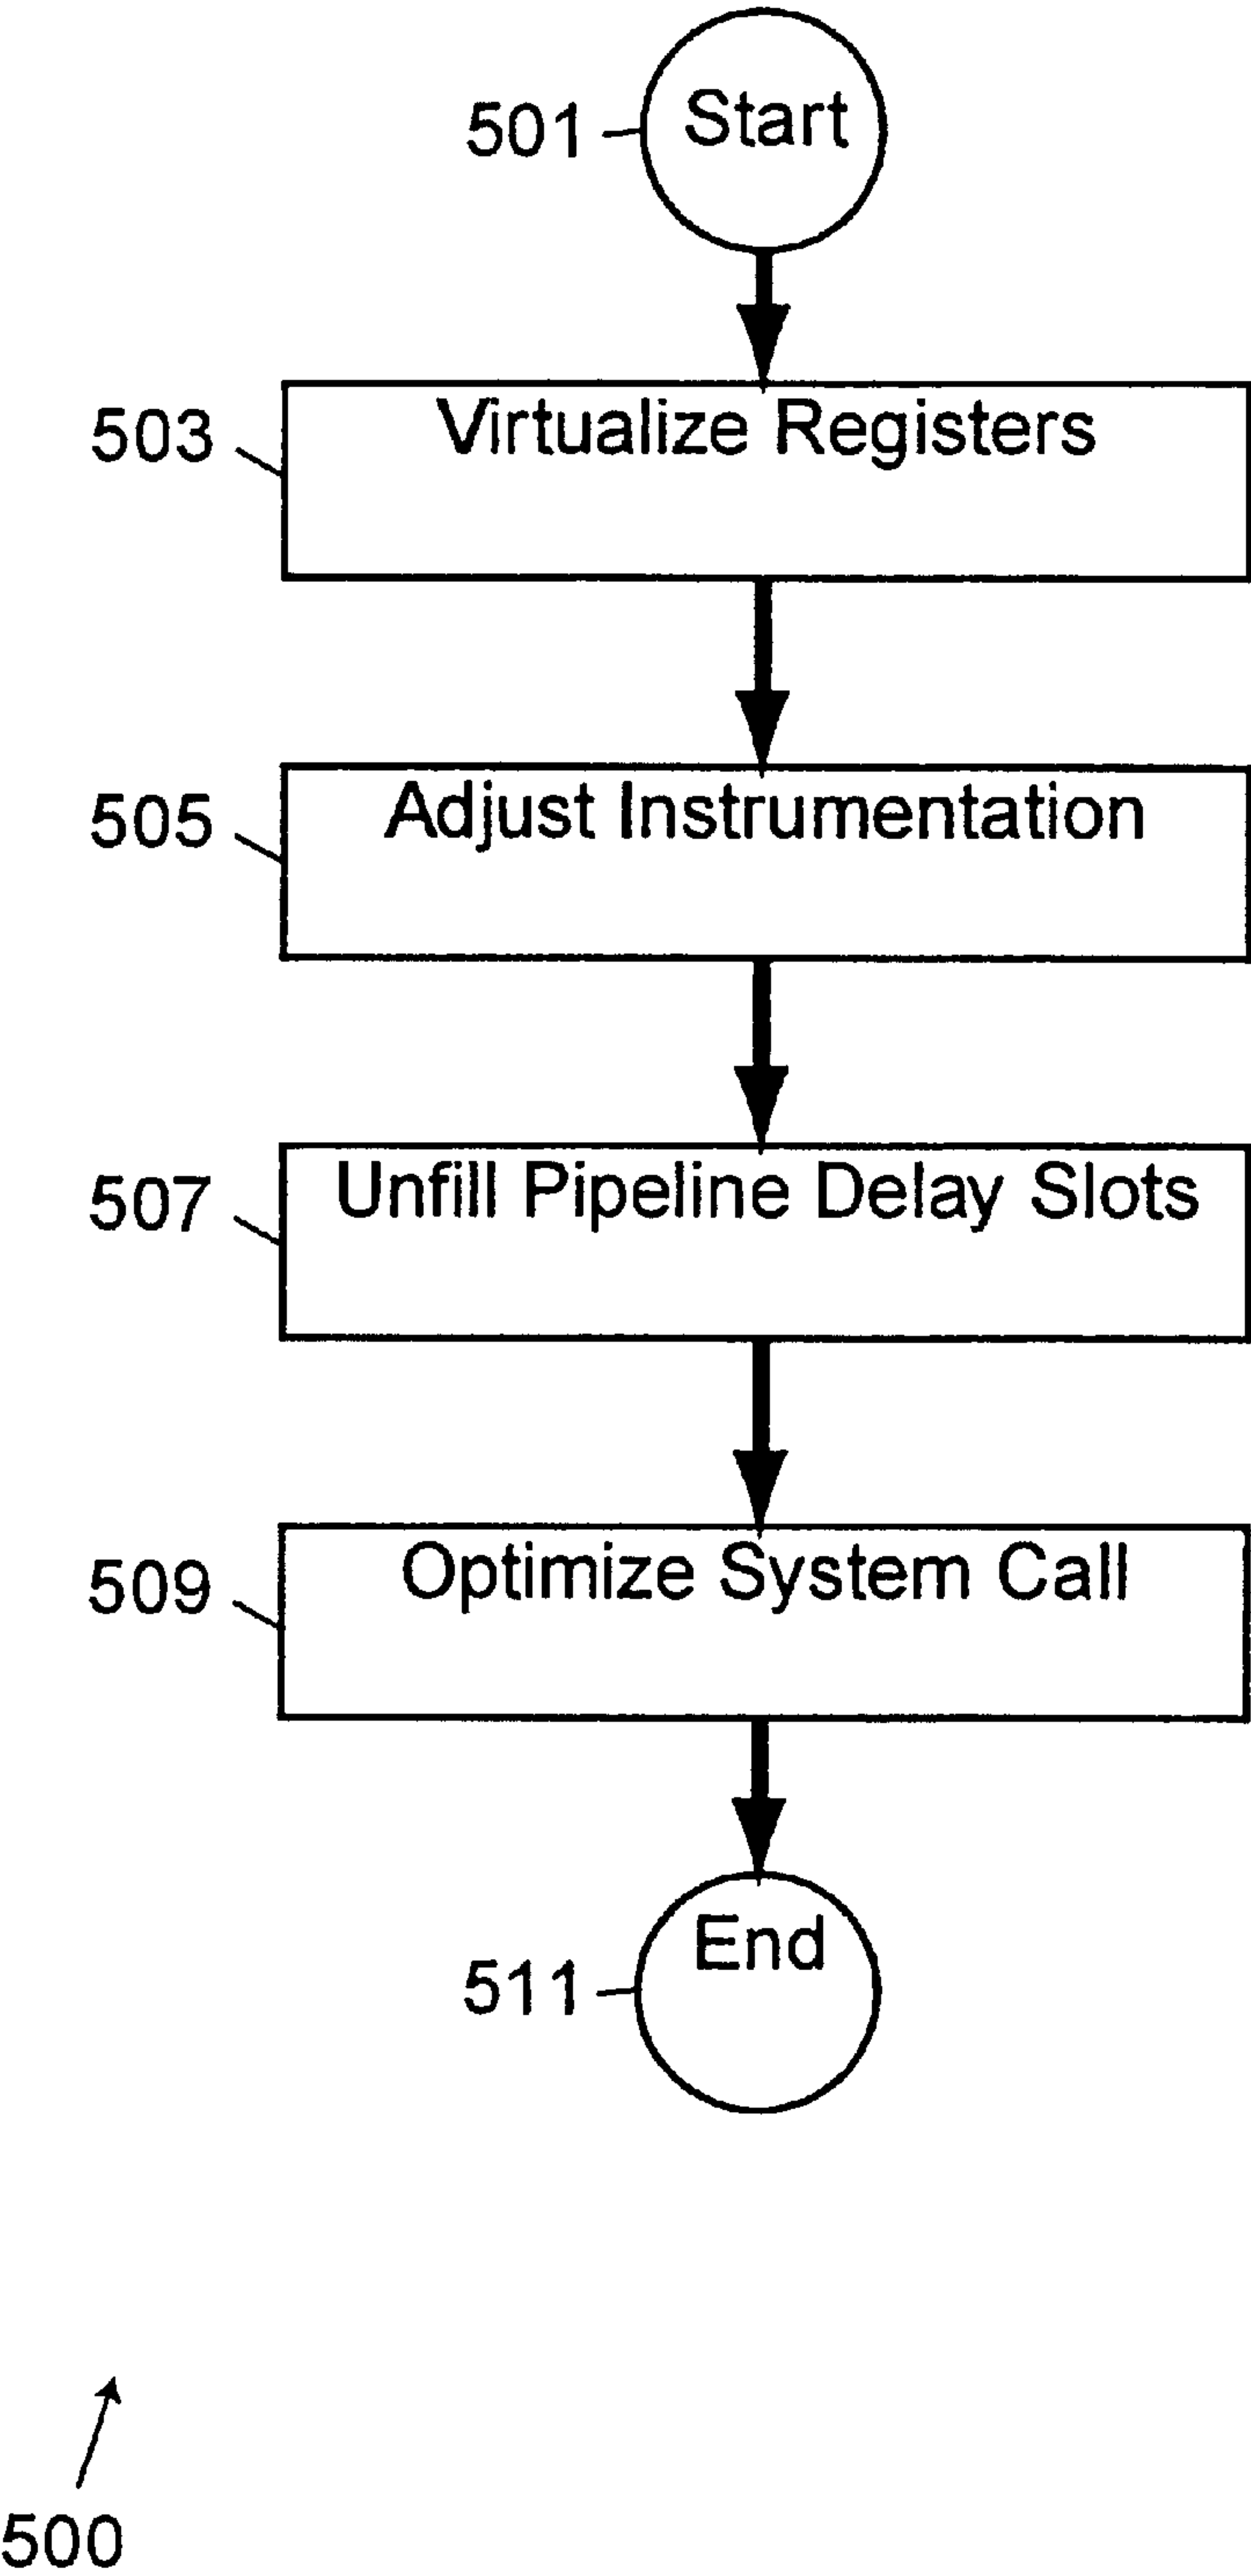 501
Start
503
Virtualize Registers
505
Adjust Instrumentation
507
Unfill Pipeline Delay Slots
509
Optimize System Call
511
End
500